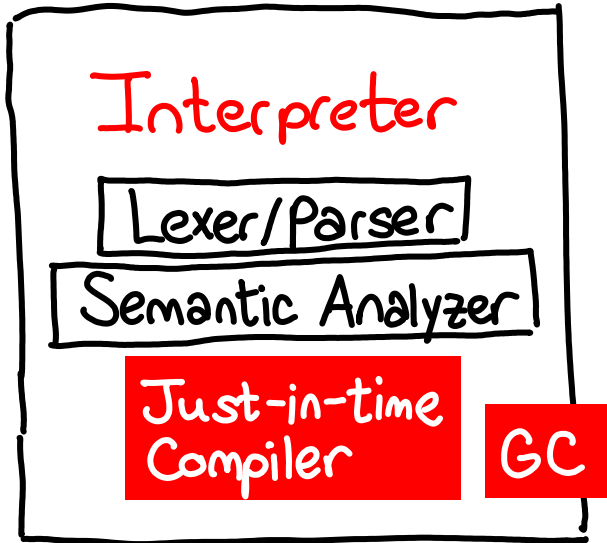 Interpreter
Lexer/Parser
Semantic Analyzer
Just-in-time
Compiler
GC